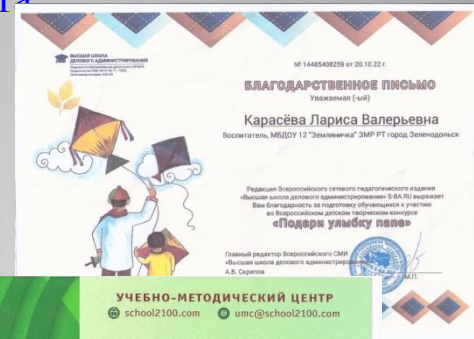 ВЫСШАЯ ШКОЛА
ДЕЛОВОГО АДМИНИСТРИРОВАНИЯ
№ 14485408259 от 20.10.22 г.
БЛАГОДАРСТВЕННОЕ ПИСЬМО
Уважаемая (-ый)
Карасёва Лариса Валерьевна
Воспитатель, МБДОУ 12 "Земляничка" ЗМР РТ город Зеленодольск
Редакция Всероссийского сетевого педагогического издания
«Высшая школа делового администрирования» S-BA.RU выражает
Вам благодарность за подготовку обучающихся к участию
во Всероссийском детском творческом конкурсе
«Подари улыбку папе»
Главный редактор Всероссийского СМИ
«Высшая школа делового администрирования
А.В. Скрипов
М.П.
УЧЕБНО-МЕТОДИЧЕСКИЙ ЦЕНТР
school2100.com umc@school2100.com